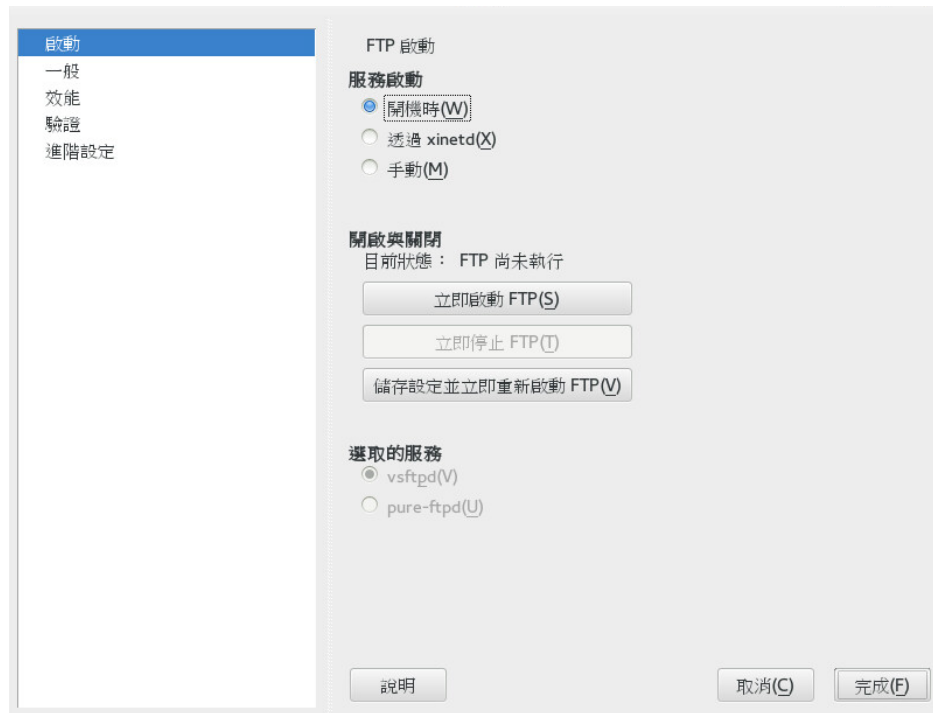 啟動
一般
效能
驗證
進階設定
FTP 啟動
服務啟動
開機時(W)
透過 xinetd(X)
手動(M)
開啟與關閉
目前狀態： FTP 尚未執行
立即啟動 FTP(S)
立即停止 FTP(T)
儲存設定並立即重新啟動 FTP(V)
選取的服務
vsftpd(V)
pure-ftpd(U)
說明
取消(C)
完成(F)